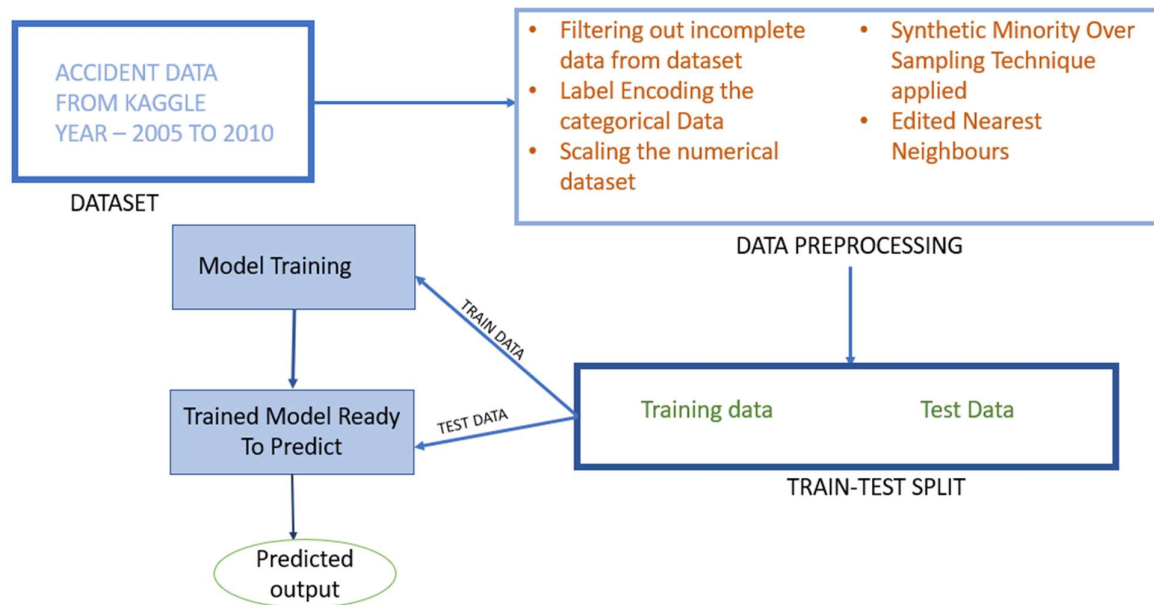 ACCIDENT DATA
FROM KAGGLE
YEAR – 2005 TO 2010
DATASET
• Filtering out incomplete
data from dataset
• Label Encoding the
categorical Data
• Scaling the numerical
dataset
• Synthetic Minority Over
Sampling Technique
applied
• Edited Nearest
Neighbours
DATA PREPROCESSING
Model Training
TRAIN DATA
Trained Model Ready
To Predict
TEST DATA
Training data
Test Data
TRAIN-TEST SPLIT
Predicted
output